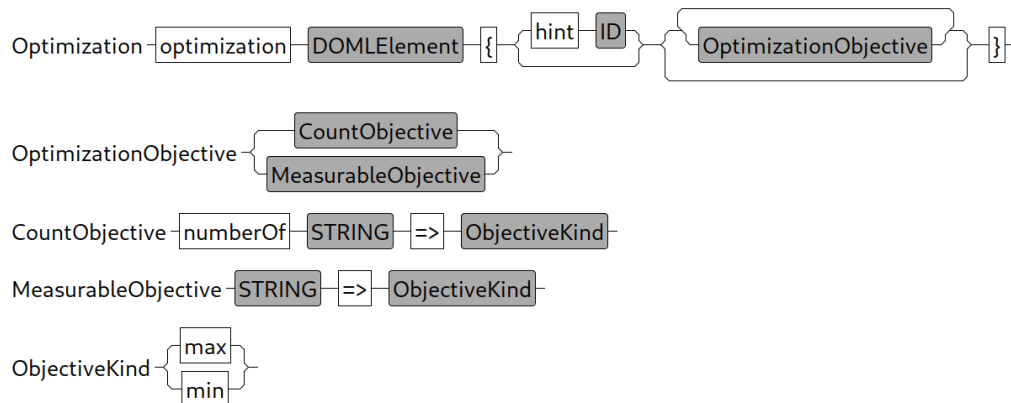 Optimization optimization DOMLElement { hint ID OptimizationObjective }
OptimizationObjective CountObjective
MeasurableObjective
CountObjective numberOf STRING => ObjectiveKind
MeasurableObjective STRING => ObjectiveKind
ObjectiveKind max
min